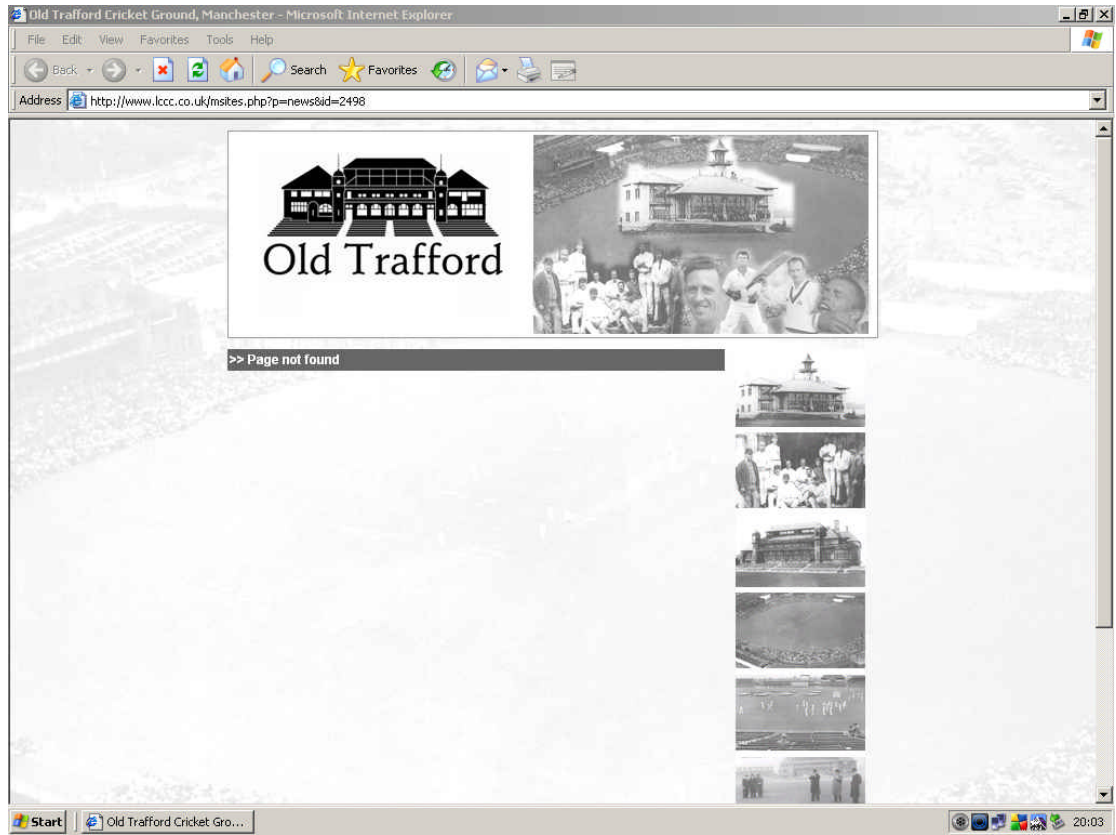 Old Trafford Cricket Ground, Manchester - Microsoft Internet Explorer
File Edit View Favorites Tools Help
Back Search Favorites
Address http://www.lccc.co.uk/msites.php?p=news&id=2498
Old Trafford
>> Page not found
Start Old Trafford Cricket Gro... 20:03